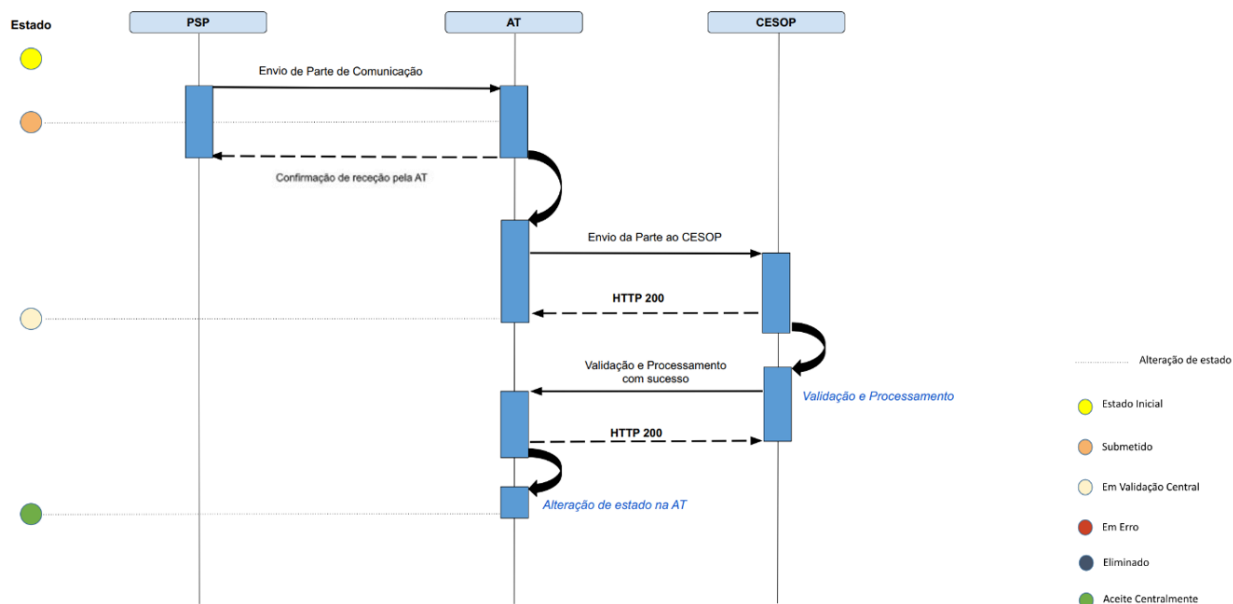 Estado
PSP
AT
CESOP
Envio de Parte de Comunicação
Confirmação de receção pela AT
Envio da Parte ao CESOP
HTTP 200
Validação e Processamento
com sucesso
Validação e Processamento
HTTP 200
Alteração de estado na AT
Alteração de estado
Estado Inicial
Submetido
Em Validação Central
Em Erro
Eliminado
Aceite Centralmente